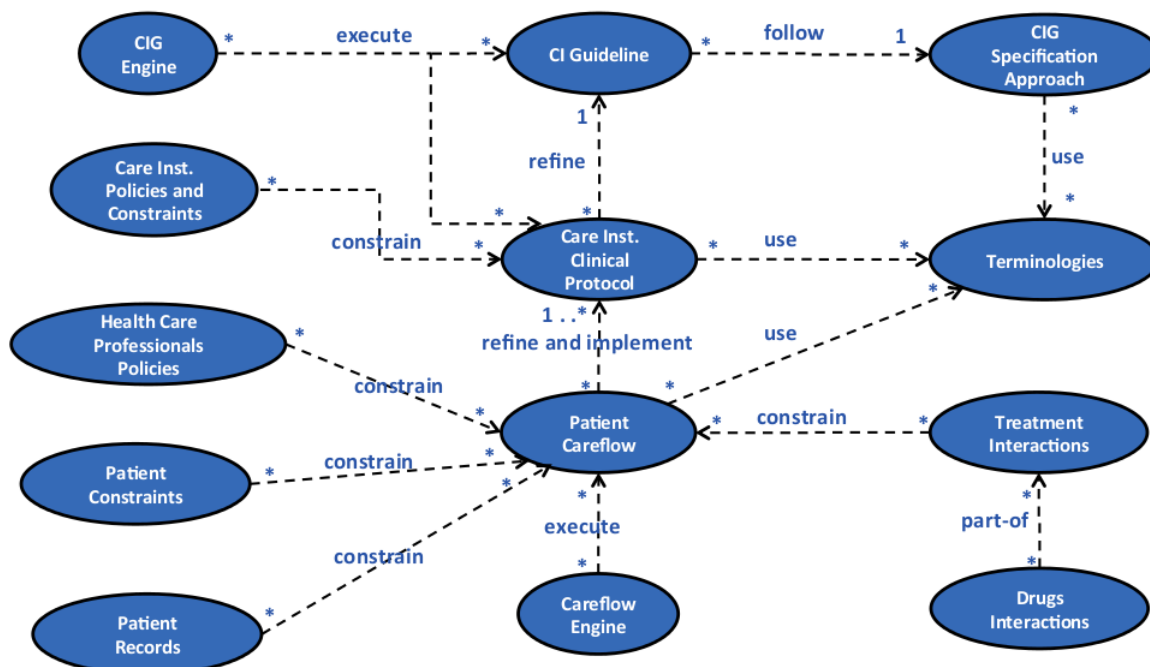 CIG
Engine
*
execute
*
CI Guideline
*
follow
1
CIG
Specification
Approach
*
1
refine
use
Care Inst.
Policies and
Constraints
*
*
*
*
constrain
*
Care Inst.
Clinical
Protocol
*
use
*
Terminologies
*
1 . . *
refine and implement
use
Health Care
Professionals
Policies
*
constrain
*
*
*
Patient
Careflow
*
constrain
*
Treatment
Interactions
Patient
Constraints
*
constrain
*
*
*
execute
*
part-of
*
constrain
Patient
Records
*
*
Careflow
Engine
Drugs
Interactions